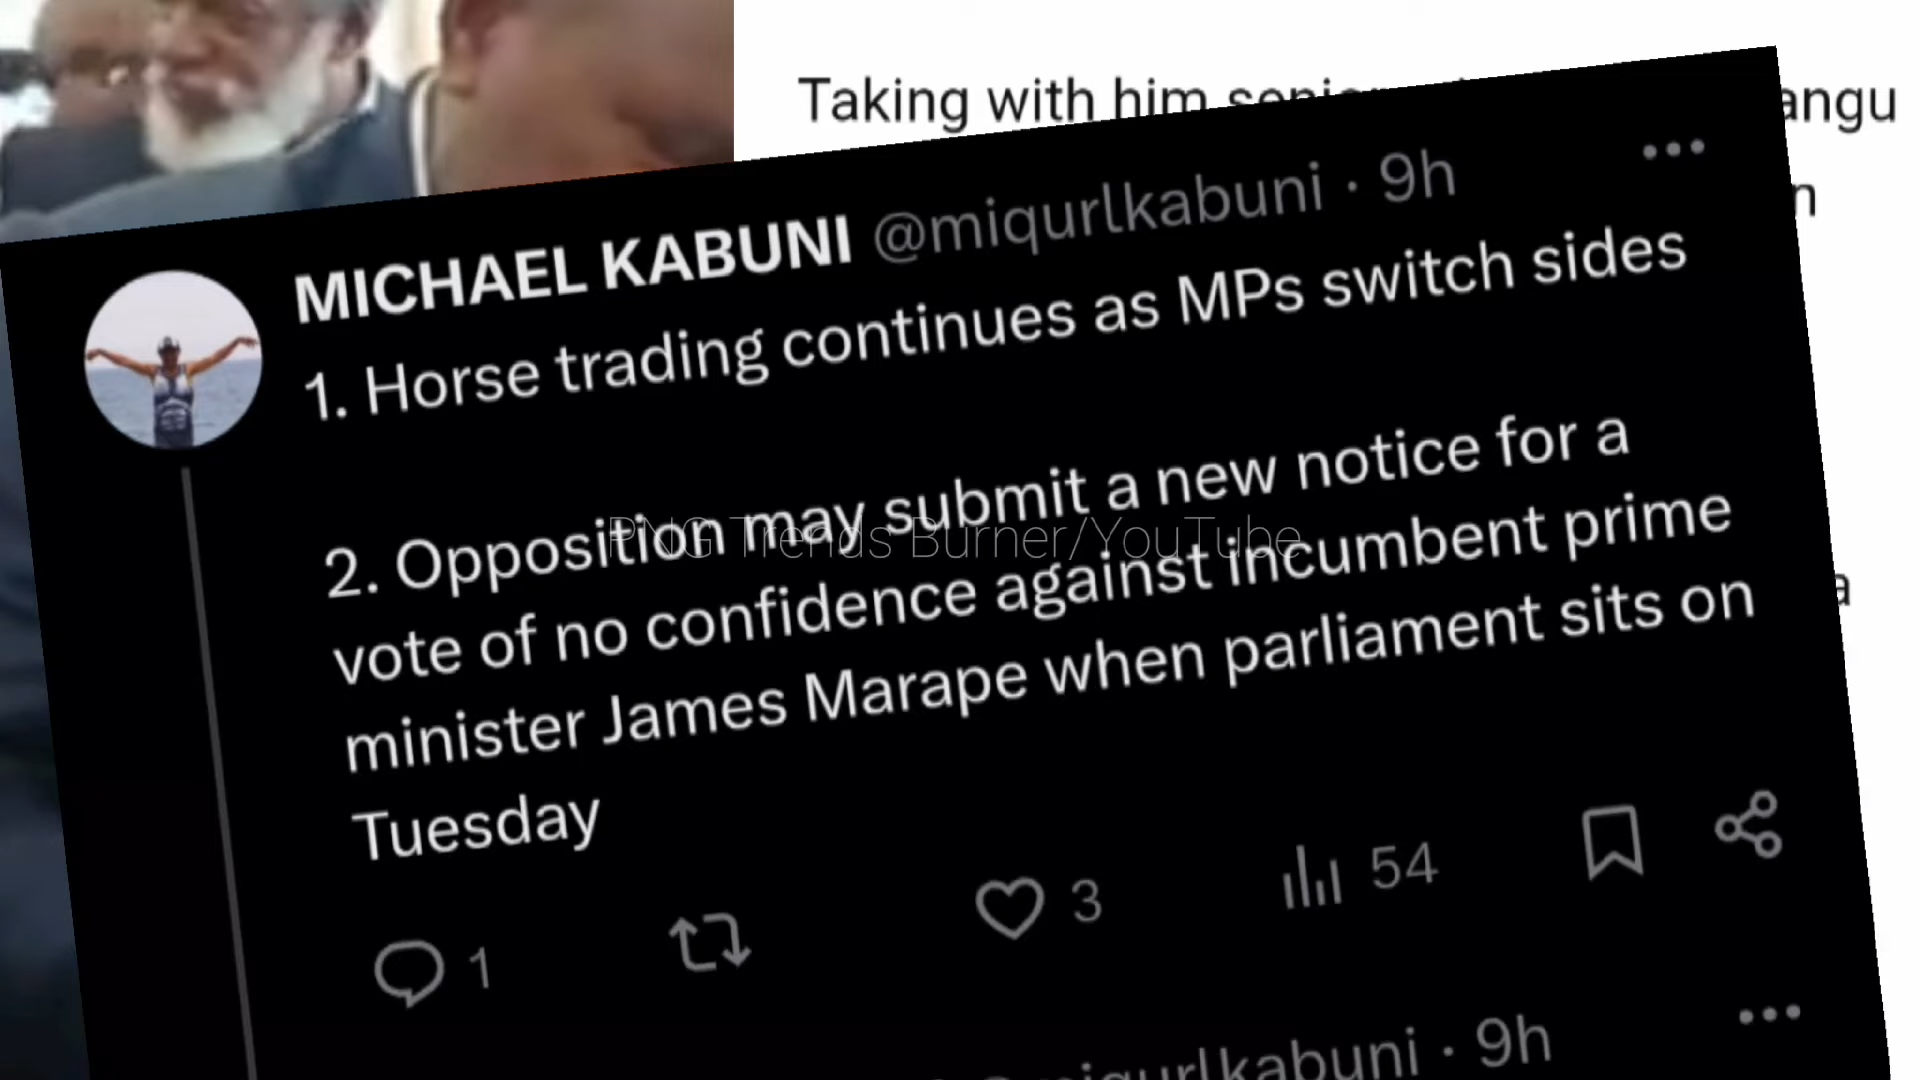 Taking with him
MICHAEL KABUNI @miqurlkabuni · 9h
1. Horse trading continues as MPs switch sides
2. Opposition may submit a new notice for a
vote of no confidence against incumbent prime
minister James Marape when parliament sits on
Tuesday
PNG Trends Burner/YouTube
1 3 54
@miqurlkabuni · 9h